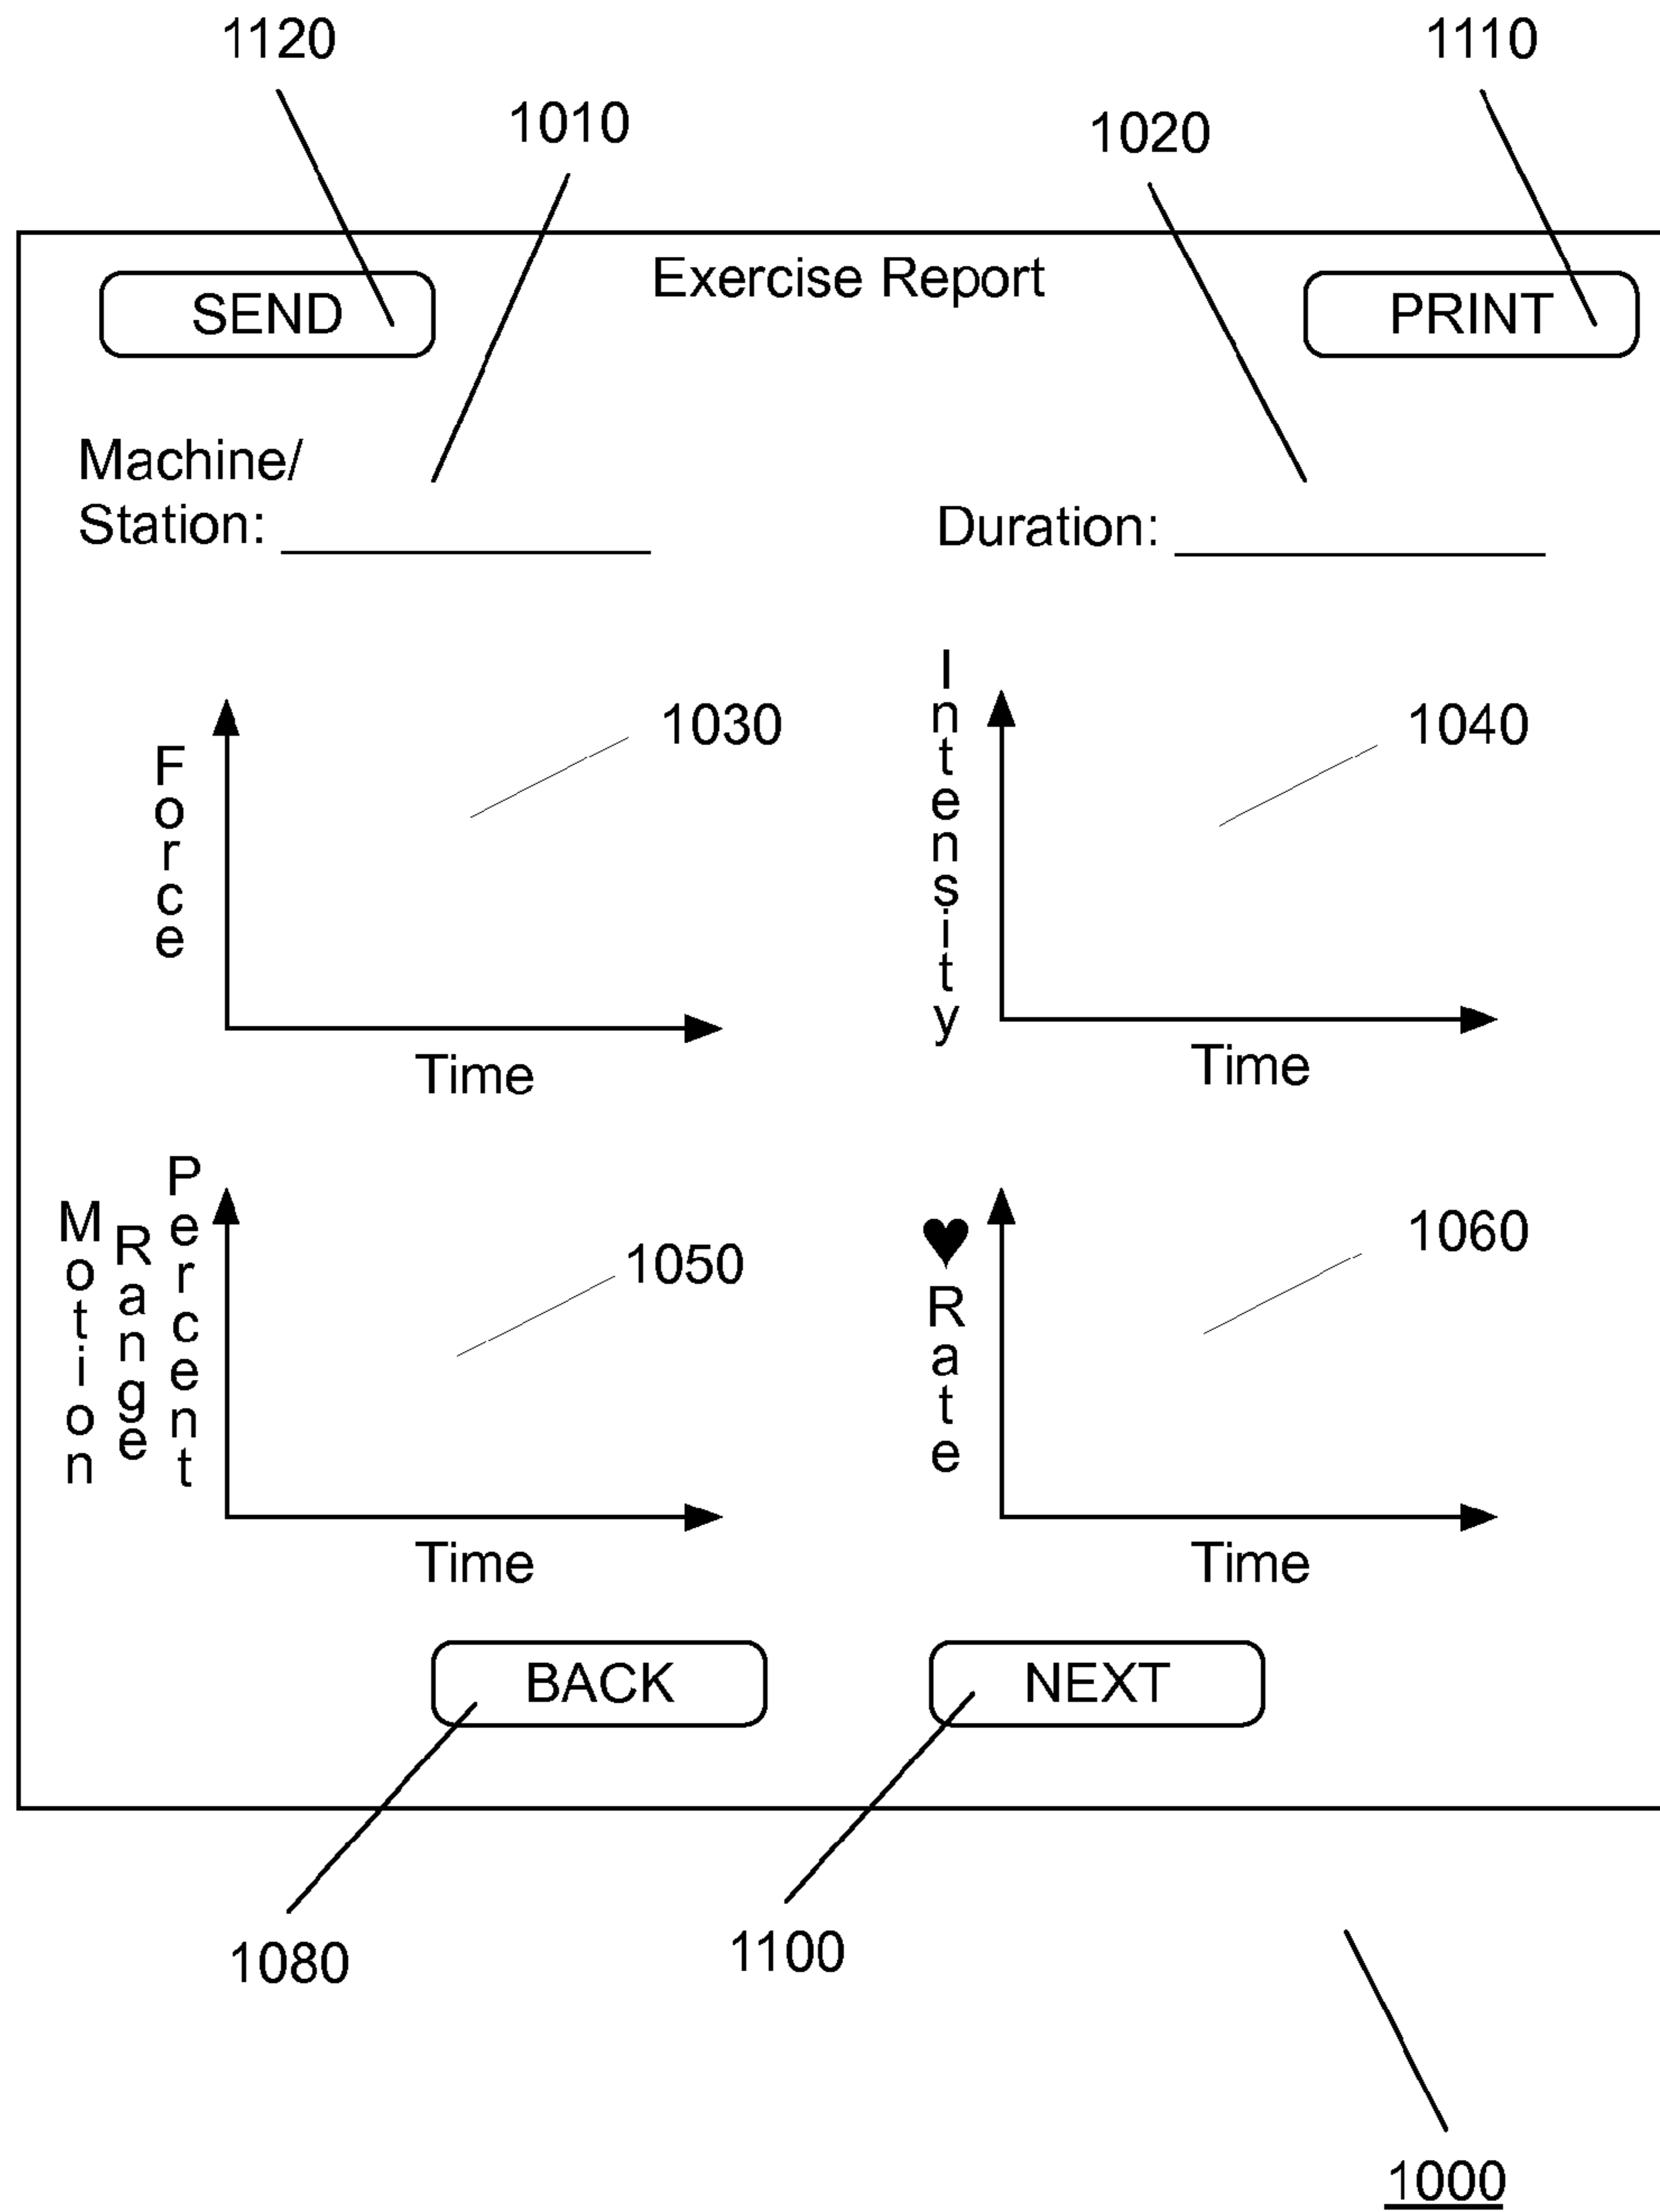 1120
1110
1010
1020
Exercise Report
SEND
PRINT
Machine/
Station:
Duration:
Force
1030
Intensity
1040
Time
Time
Motion
Range
Percent
1050
♥ Rate
1060
Time
Time
BACK
NEXT
1080
1100
1000